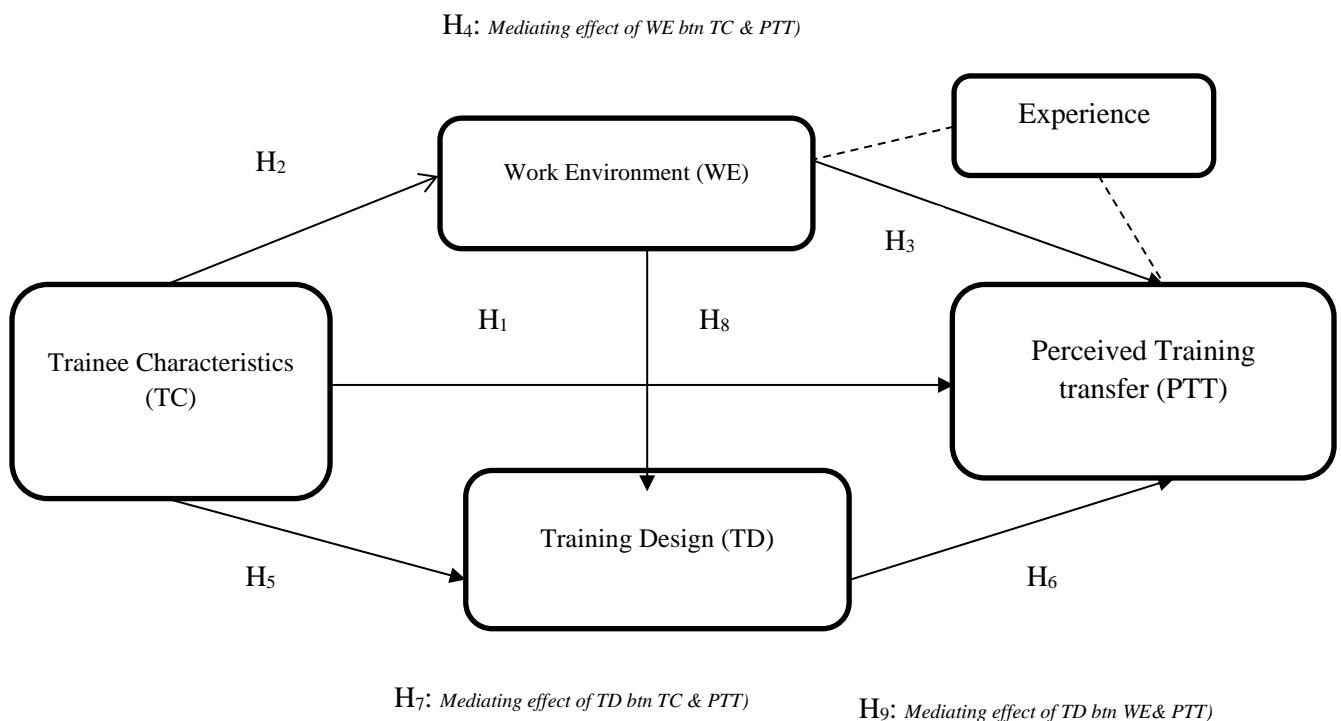 H₄: Mediating effect of WE btn TC & PTT)
Experience
H₂
Work Environment (WE)
H₃
H₁
H₈
Trainee Characteristics
(TC)
Perceived Training
transfer (PTT)
Training Design (TD)
H₅
H₆
H₇: Mediating effect of TD btn TC & PTT)
H₉: Mediating effect of TD btn WE& PTT)